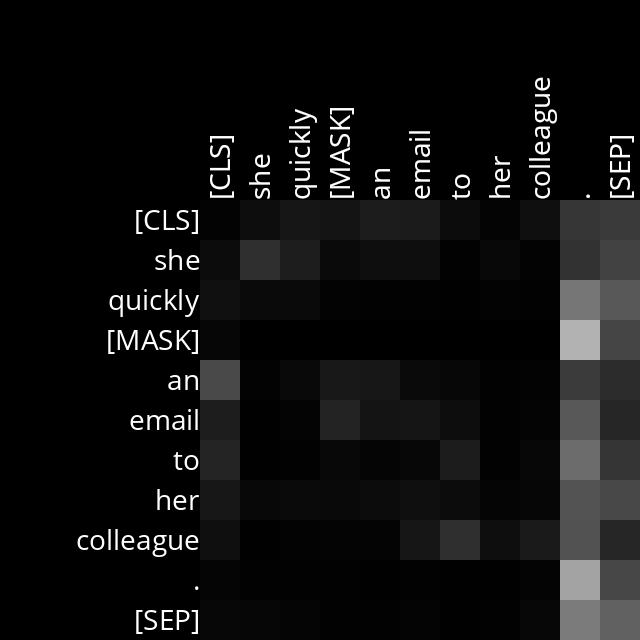 [CLS] she quickly [MASK] an email to her colleague . [SEP]
[CLS]
she
quickly
[MASK]
an
email
to
her
colleague
.
[SEP]